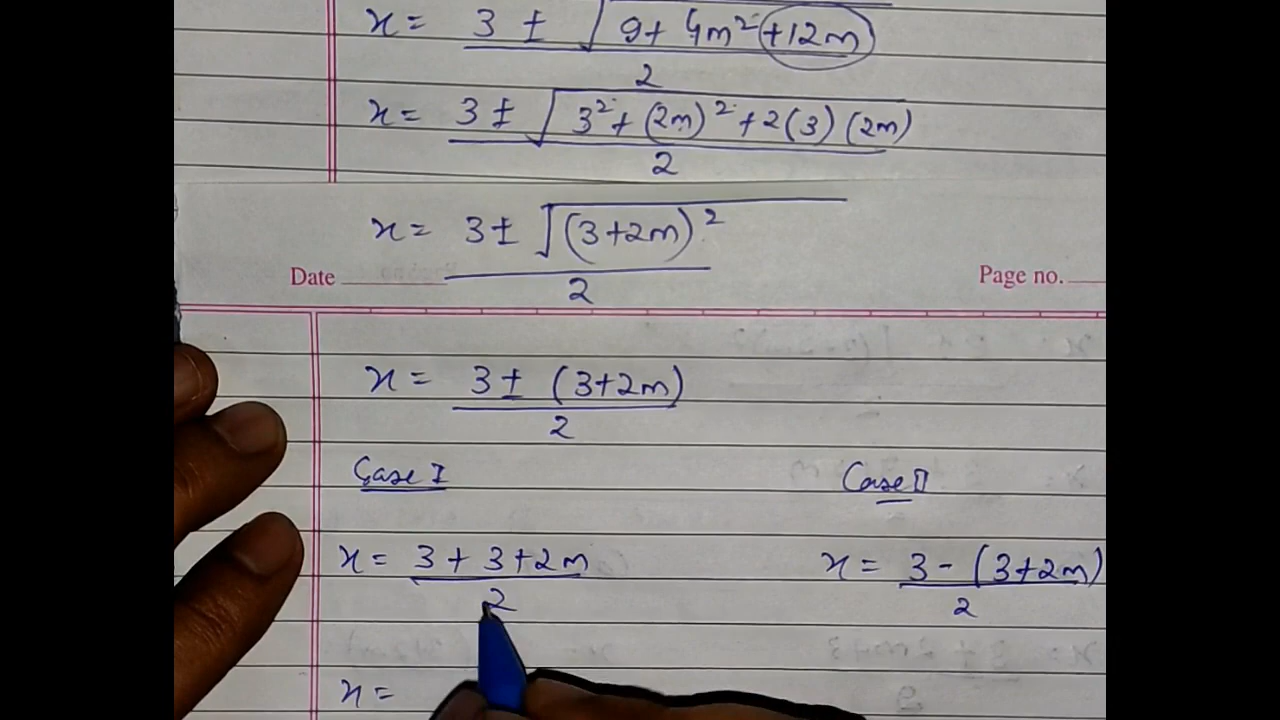 x = 3 ± √9 + 4m² + 12m / 2
x = 3 ± √3² + (2m)² + 2(3)(2m) / 2
x = 3 ± √(3+2m)² / 2
Date Page no.
x = 3 ± (3+2m) / 2
Case I Case II
x = 3 + 3 + 2m / 2 x = 3 - (3+2m) / 2
x =